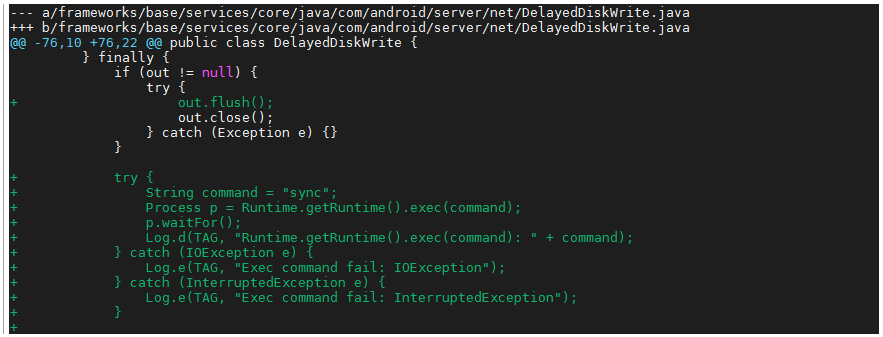 --- a/frameworks/base/services/core/java/com/android/server/net/DelayedDiskWrite.java
+++ b/frameworks/base/services/core/java/com/android/server/net/DelayedDiskWrite.java
@@ -76,10 +76,22 @@ public class DelayedDiskWrite {
         } finally {
             if (out != null) {
                 try {
+                    out.flush();
                     out.close();
                 } catch (Exception e) {}
             }

+            try {
+                String command = "sync";
+                Process p = Runtime.getRuntime().exec(command);
+                p.waitFor();
+                Log.d(TAG, "Runtime.getRuntime().exec(command): " + command);
+            } catch (IOException e) {
+                Log.e(TAG, "Exec command fail: IOException");
+            } catch (InterruptedException e) {
+                Log.e(TAG, "Exec command fail: InterruptedException");
+            }
+